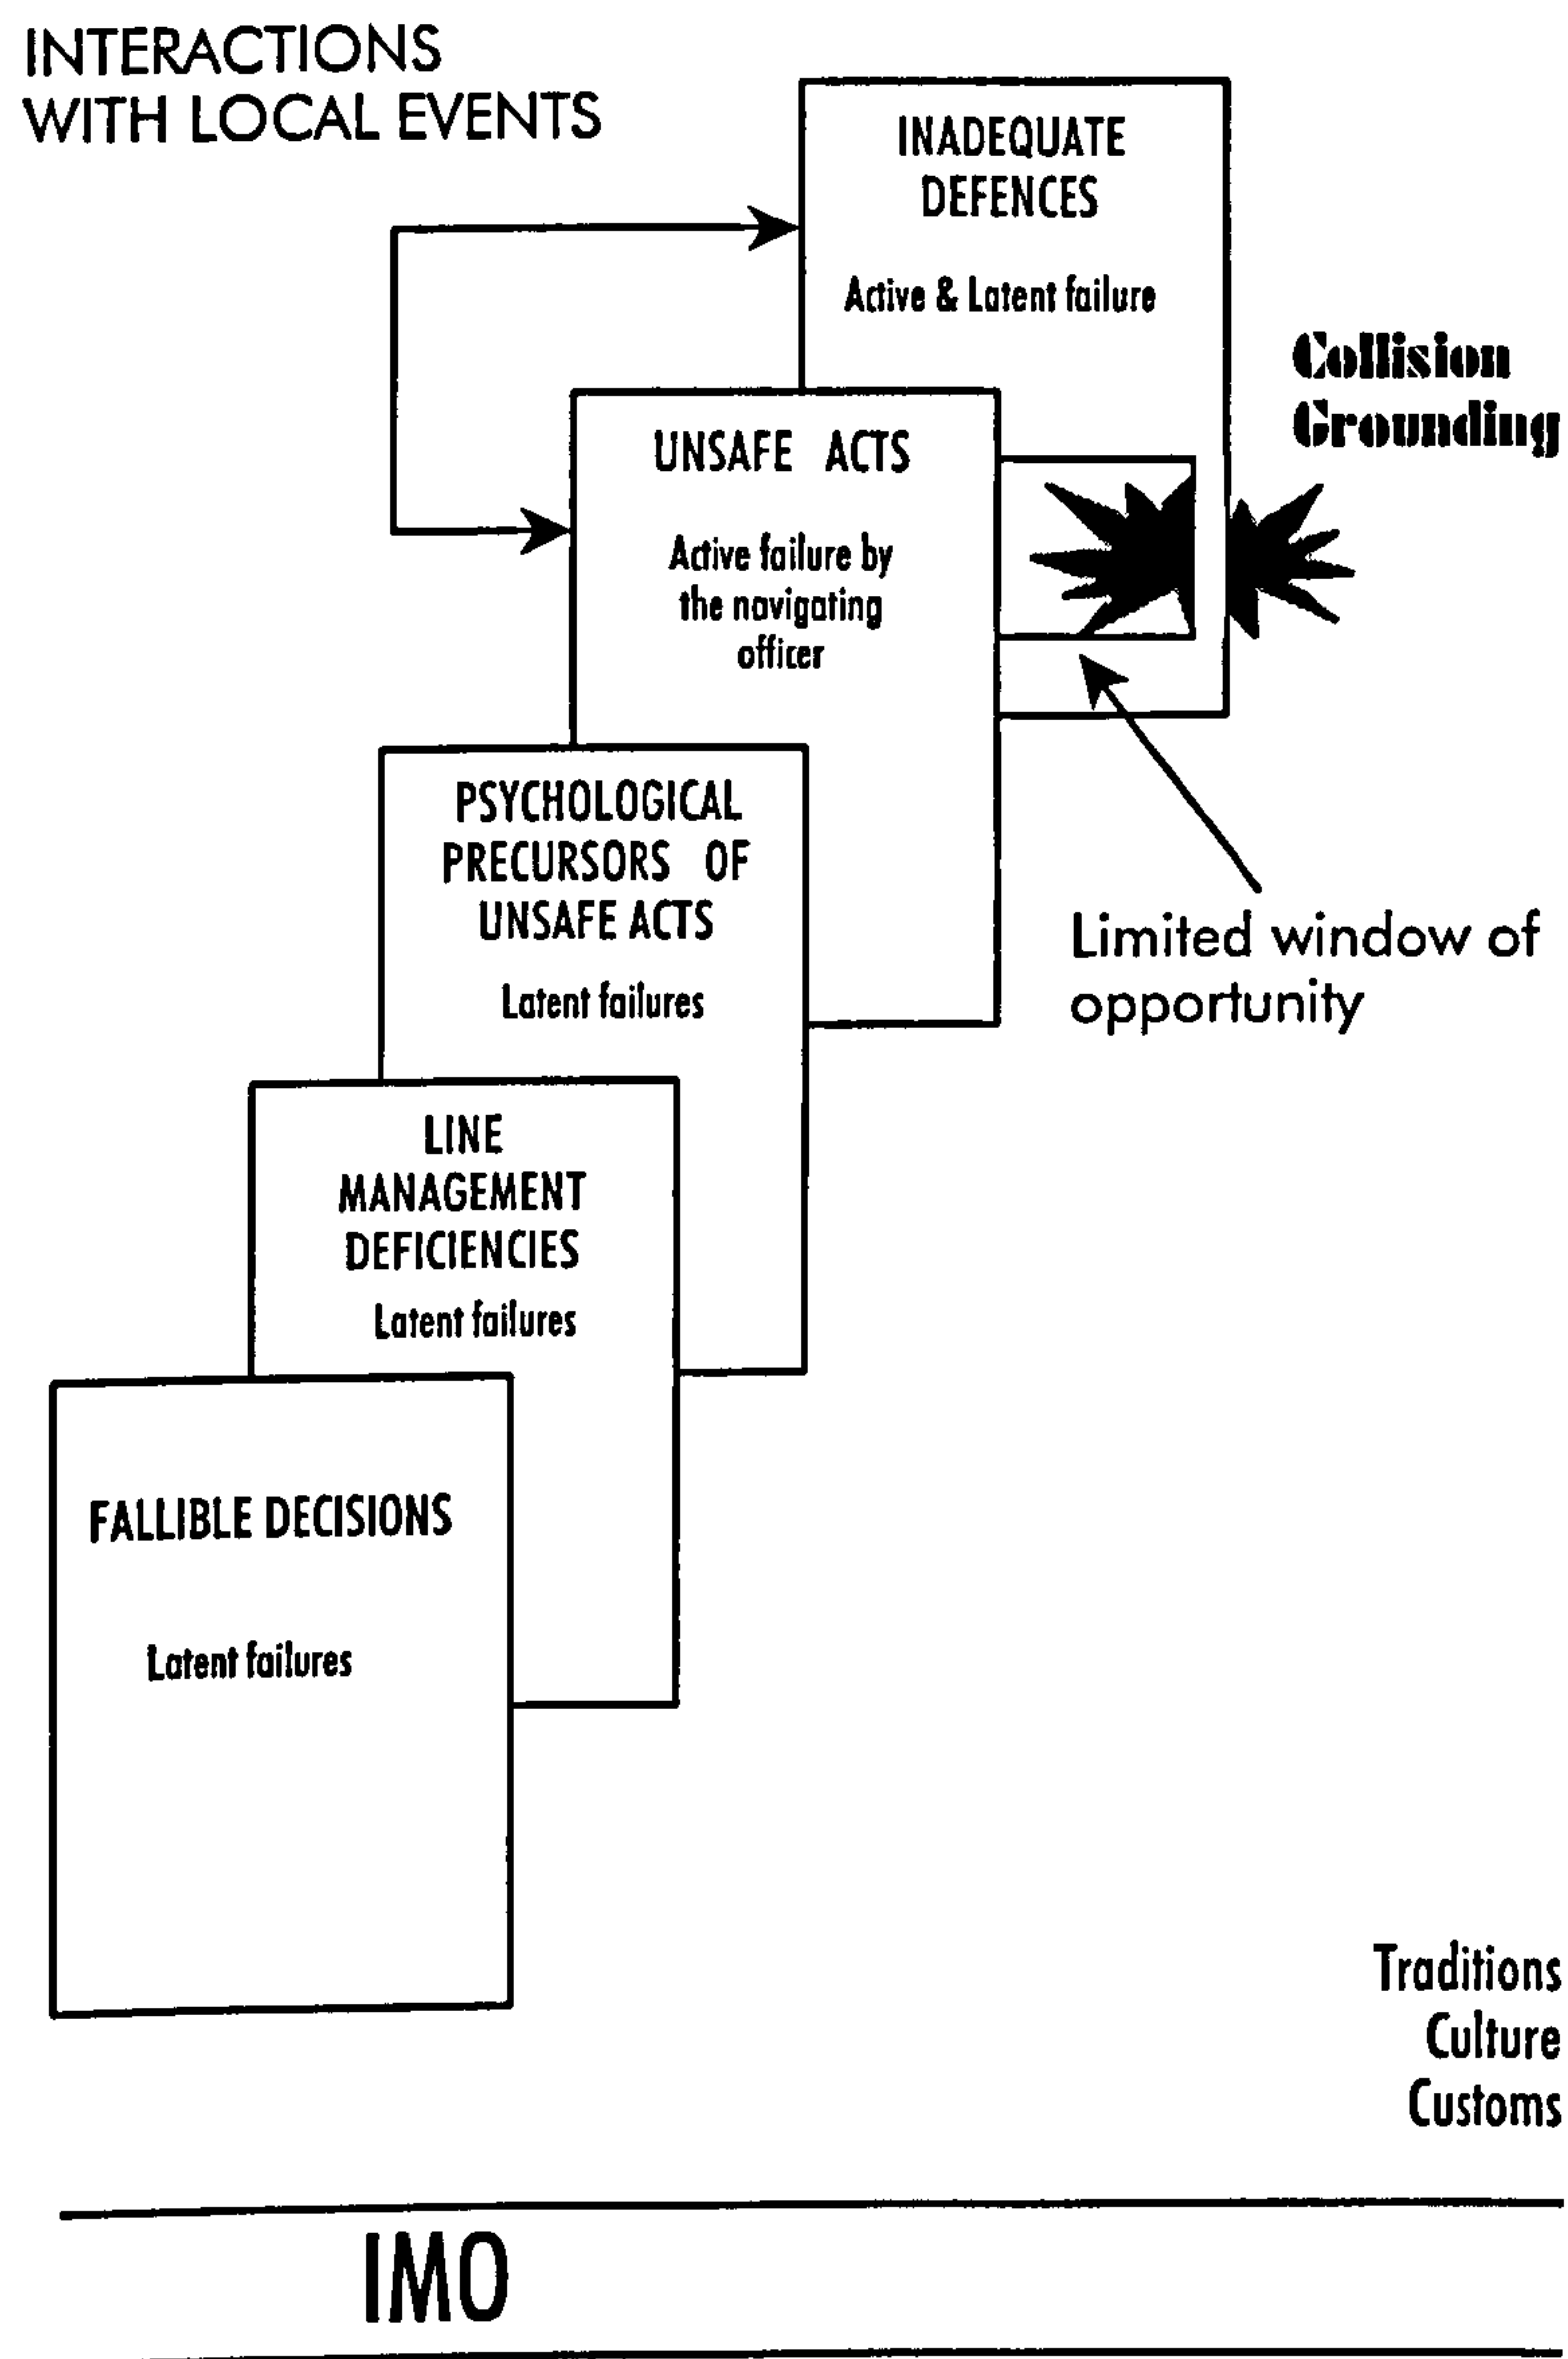 INTERACTIONS
WITH LOCAL EVENTS
INADEQUATE
DEFENCES
Active & Latent failure
Collision
Grounding
UNSAFE ACTS
Active failure by
the navigating
officer
PSYCHOLOGICAL
PRECURSORS OF
UNSAFE ACTS
Latent failures
Limited window of
opportunity
LINE
MANAGEMENT
DEFICIENCIES
Latent failures
FALLIBLE DECISIONS
Latent failures
Traditions
Culture
Customs
IMO